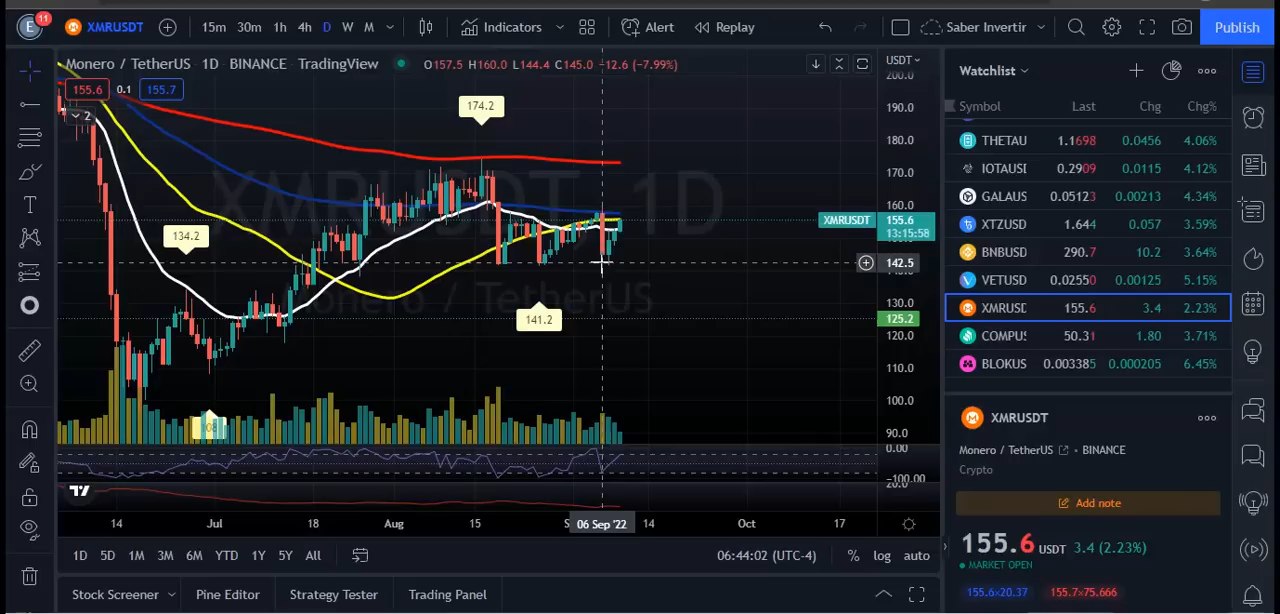 E 11 XMRUSDT 15m 30m 1h 4h D W M Indicators Alert Replay Saber Invertir Publish
Monero / TetherUS 1D BINANCE TradingView O157.5 H160.0 L144.4 C145.0 -12.6 (-7.99%)
155.6 0.1 155.7
2
XMRUSDT, 1D
Monero / TetherUS
174.2
134.2
141.2
108
USDT
200.0
190.0
180.0
170.0
160.0
XMRUSDT 155.6
13:15:58
142.5
130.0
125.2
120.0
110.0
100.0
90.0
0.00
-100.00
20.0
14 Jul 18 Aug 15 06 Sep '22 14 Oct 17
1D 5D 1M 3M 6M YTD 1Y 5Y All 06:44:02 (UTC-4) % log auto
Stock Screener Pine Editor Strategy Tester Trading Panel
Watchlist
Symbol Last Chg Chg%
THETAU 1.1698 0.0456 4.06%
IOTAUSI 0.2909 0.0115 4.12%
GALAUS 0.05123 0.00213 4.34%
XTZUSD 1.644 0.057 3.59%
BNBUSD 290.7 10.2 3.64%
VETUSD 0.02550 0.00125 5.15%
XMRUSD 155.6 3.4 2.23%
COMPUS 50.31 1.80 3.71%
BLOKUS 0.003385 0.000205 6.45%
XMRUSDT
Monero / TetherUS • BINANCE
Crypto
Add note
155.6 USDT 3.4 (2.23%)
MARKET OPEN
155.6×20.37 155.7×75.666